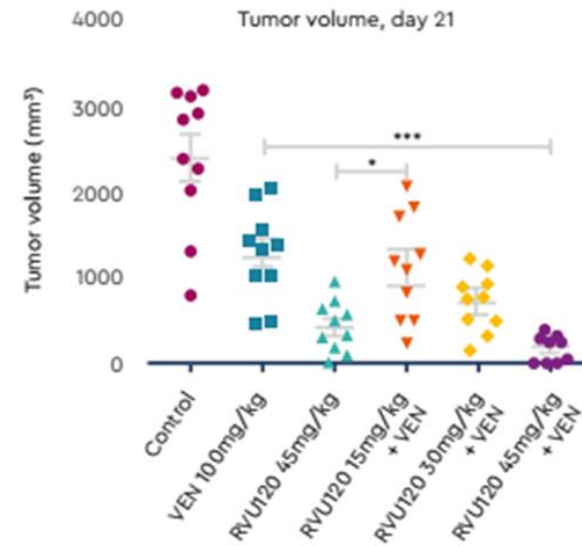 Tumor volume, day 21
Tumor volume (mm³)
4000
3000
2000
1000
0
***
*
Control
VEN 100mg/kg
RVU120 45mg/kg
RVU120 15mg/kg
+ VEN
RVU120 30mg/kg
+ VEN
RVU120 45mg/kg
+ VEN